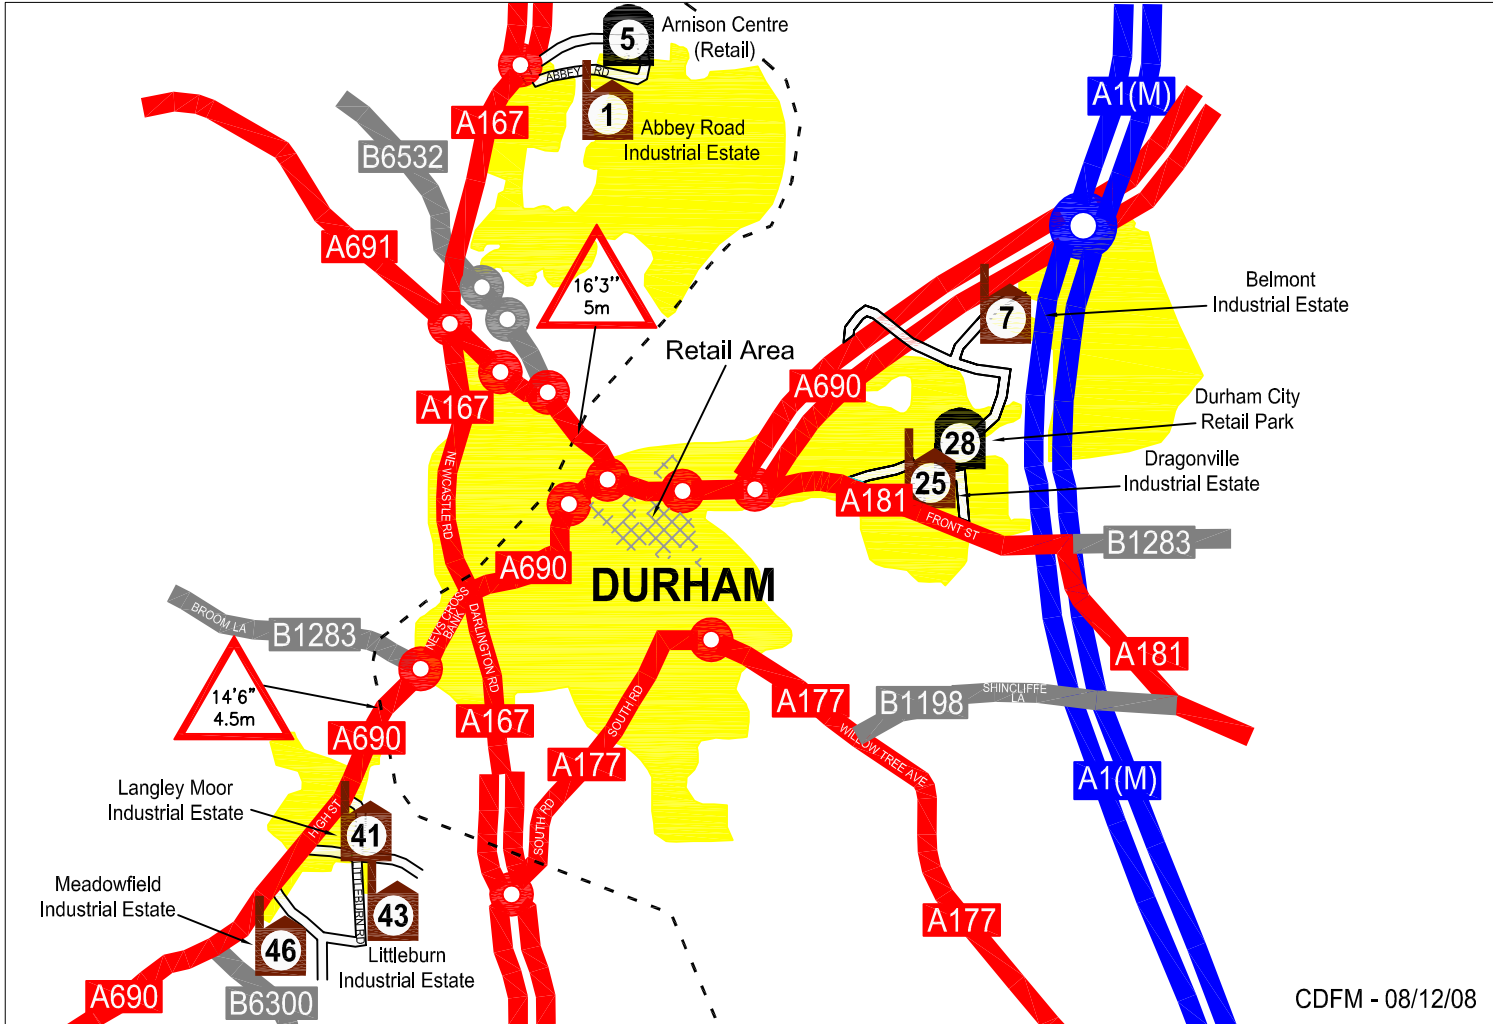 Arnison Centre
(Retail)
5
ABBEY RD
1
Abbey Road
Industrial Estate
A167
B6532
A1(M)
A691
16'3''
5m
Retail Area
7
Belmont
Industrial Estate
A690
A167
Durham City
Retail Park
28
Dragonville
Industrial Estate
25
A181
FRONT ST
B1283
NEWCASTLE RD
A690
DURHAM
BROOM LA
B1283
NEVS CROSS
BANK
DARLINGTON RD
A181
SOUTH RD
14'6"
4.5m
A690
A167
A177
B1198
SHINCLIFFE
LA
WILLOW TREE AVE
A177
A1(M)
Langley Moor
Industrial Estate
HIGH ST
41
SOUTH RD
Meadowfield
Industrial Estate
LITTLEBURN RD
43
46
Littleburn
Industrial Estate
A177
A690
B6300
CDFM - 08/12/08